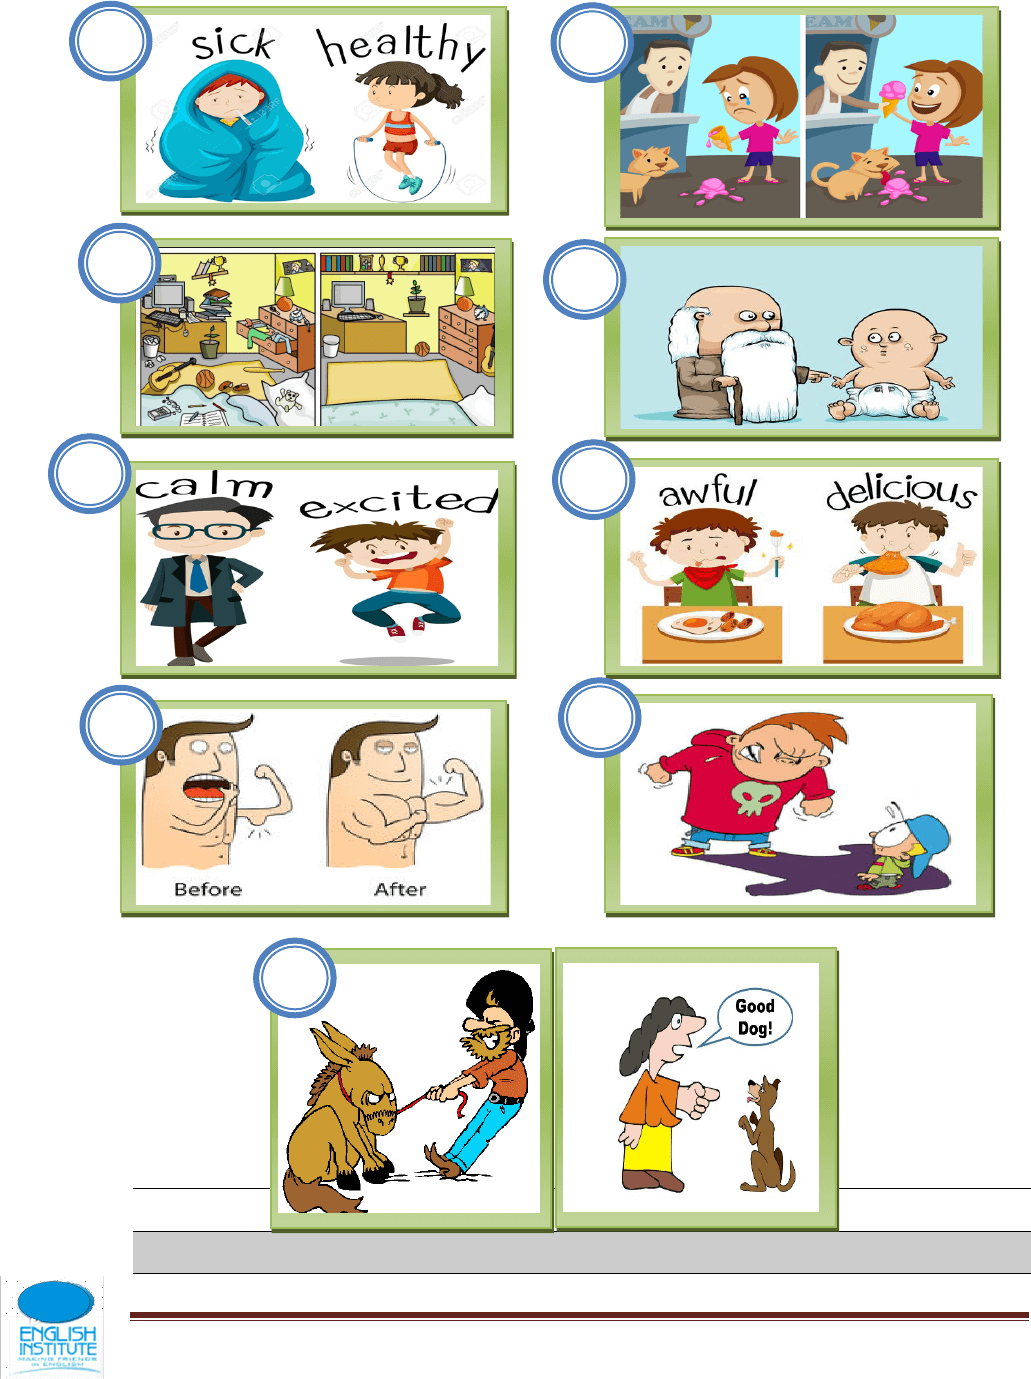 sick healthy
EAM
EAM
calm excited
awful delicious
Before After
Good
Dog!
ENGLISH
INSTITUTE
MAKING FRIENDS
IN ENGLISH